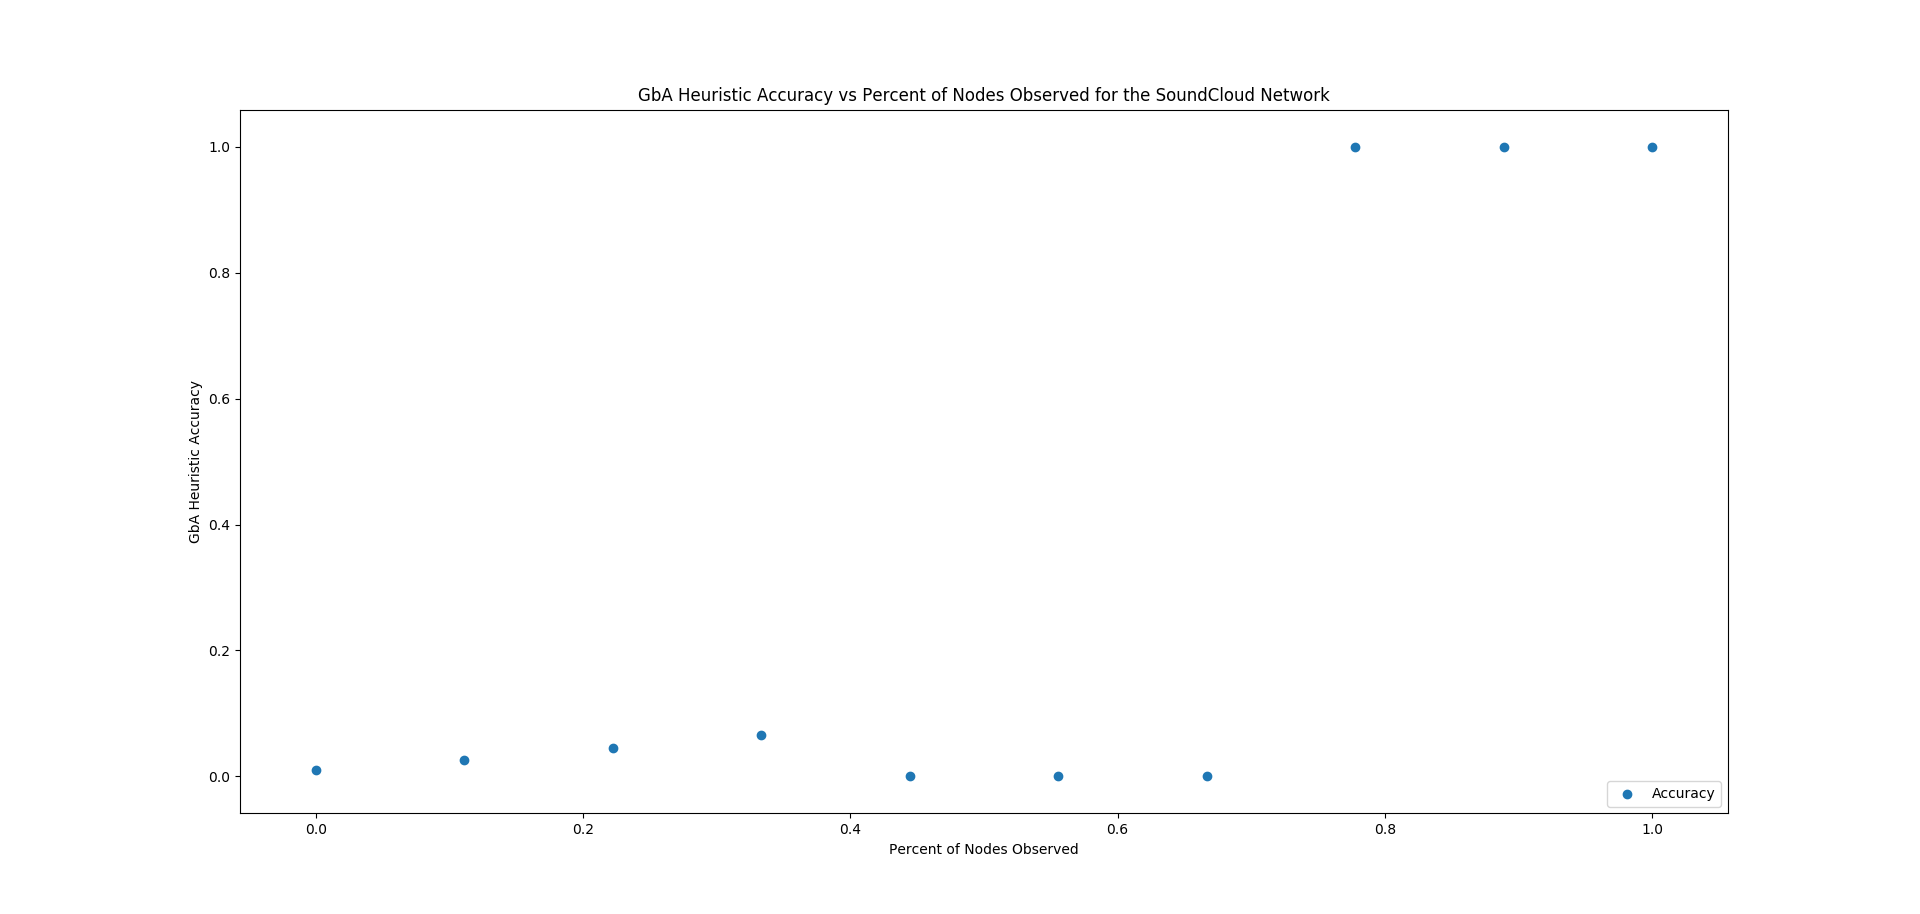 GbA Heuristic Accuracy vs Percent of Nodes Observed for the SoundCloud Network
GbA Heuristic Accuracy
1.0
0.8
0.6
0.4
0.2
0.0
0.0 0.2 0.4 0.6 0.8 1.0
Percent of Nodes Observed
Accuracy